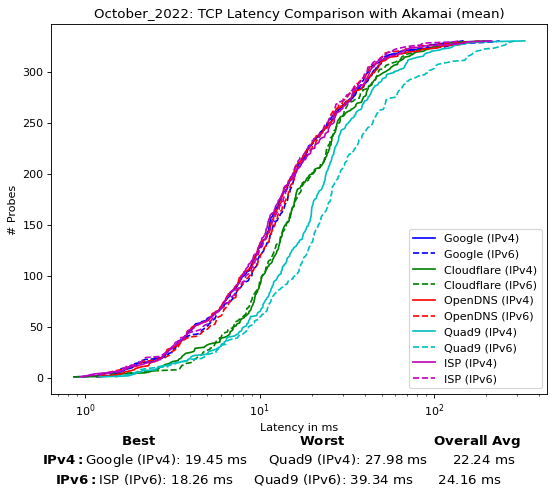 October_2022: TCP Latency Comparison with Akamai (mean)
300
250
200
150
100
50
0
# Probes
10^0 10^1 10^2
Latency in ms
Google (IPv4)
Google (IPv6)
Cloudflare (IPv4)
Cloudflare (IPv6)
OpenDNS (IPv4)
OpenDNS (IPv6)
Quad9 (IPv4)
Quad9 (IPv6)
ISP (IPv4)
ISP (IPv6)
Best Worst Overall Avg
IPv4: Google (IPv4): 19.45 ms Quad9 (IPv4): 27.98 ms 22.24 ms
IPv6: ISP (IPv6): 18.26 ms Quad9 (IPv6): 39.34 ms 24.16 ms